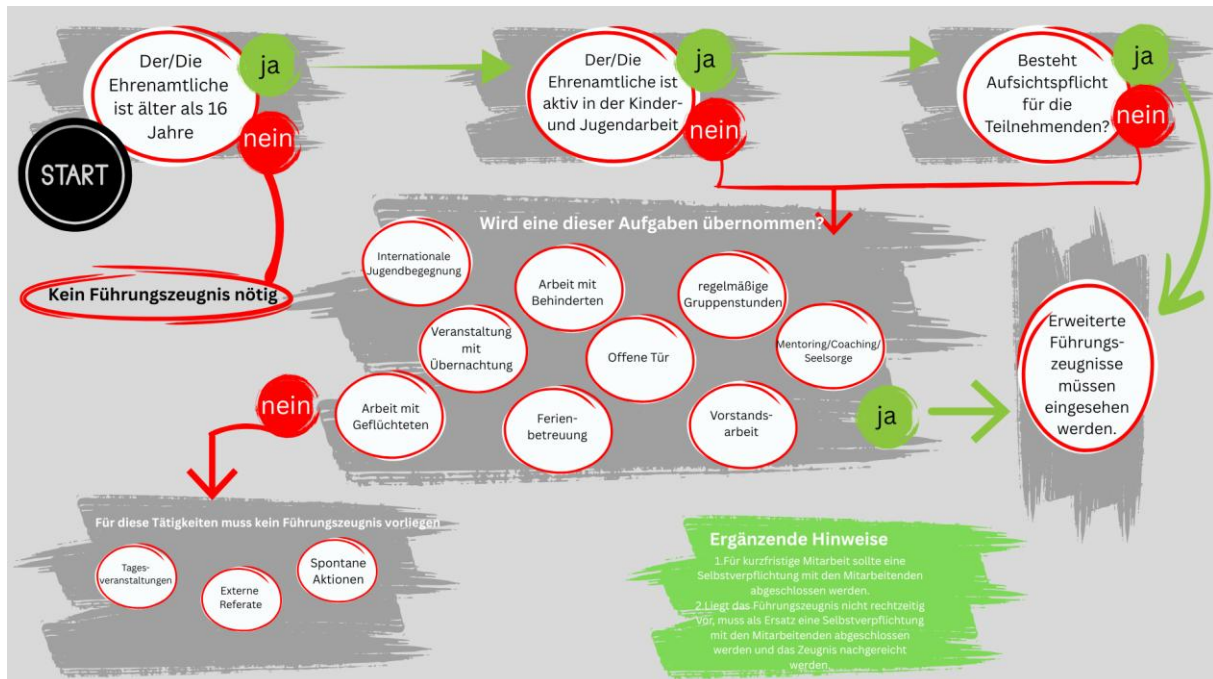 START
Der/Die
Ehrenamtliche
ist älter als 16
Jahre
ja
nein
Der/Die
Ehrenamtliche ist
aktiv in der Kinder-
und Jugendarbeit
ja
nein
Besteht
Aufsichtspflicht
für die
Teilnehmenden?
ja
nein
Kein Führungszeugnis nötig
Wird eine dieser Aufgaben übernommen?
Internationale
Jugendbegegnung
Arbeit mit
Behinderten
regelmäßige
Gruppenstunden
Veranstaltung
mit
Übernachtung
Offene Tür
Mentoring/Coaching/
Seelsorge
Arbeit mit
Geflüchteten
Ferien-
betreuung
Vorstands-
arbeit
nein
ja
Erweiterte
Führungs-
zeugnisse
müssen
eingesehen
werden.
Für diese Tätigkeiten muss kein Führungszeugnis vorliegen
Tages-
veranstaltungen
Externe
Referate
Spontane
Aktionen
Ergänzende Hinweise
1.Für kurzfristige Mitarbeit sollte eine
Selbstverpflichtung mit den Mitarbeitenden
abgeschlossen werden.
2.Liegt das Führungszeugnis nicht rechtzeitig
vor, muss als Ersatz eine Selbstverpflichtung
mit den Mitarbeitenden abgeschlossen
werden und das Zeugnis nachgereicht
werden.